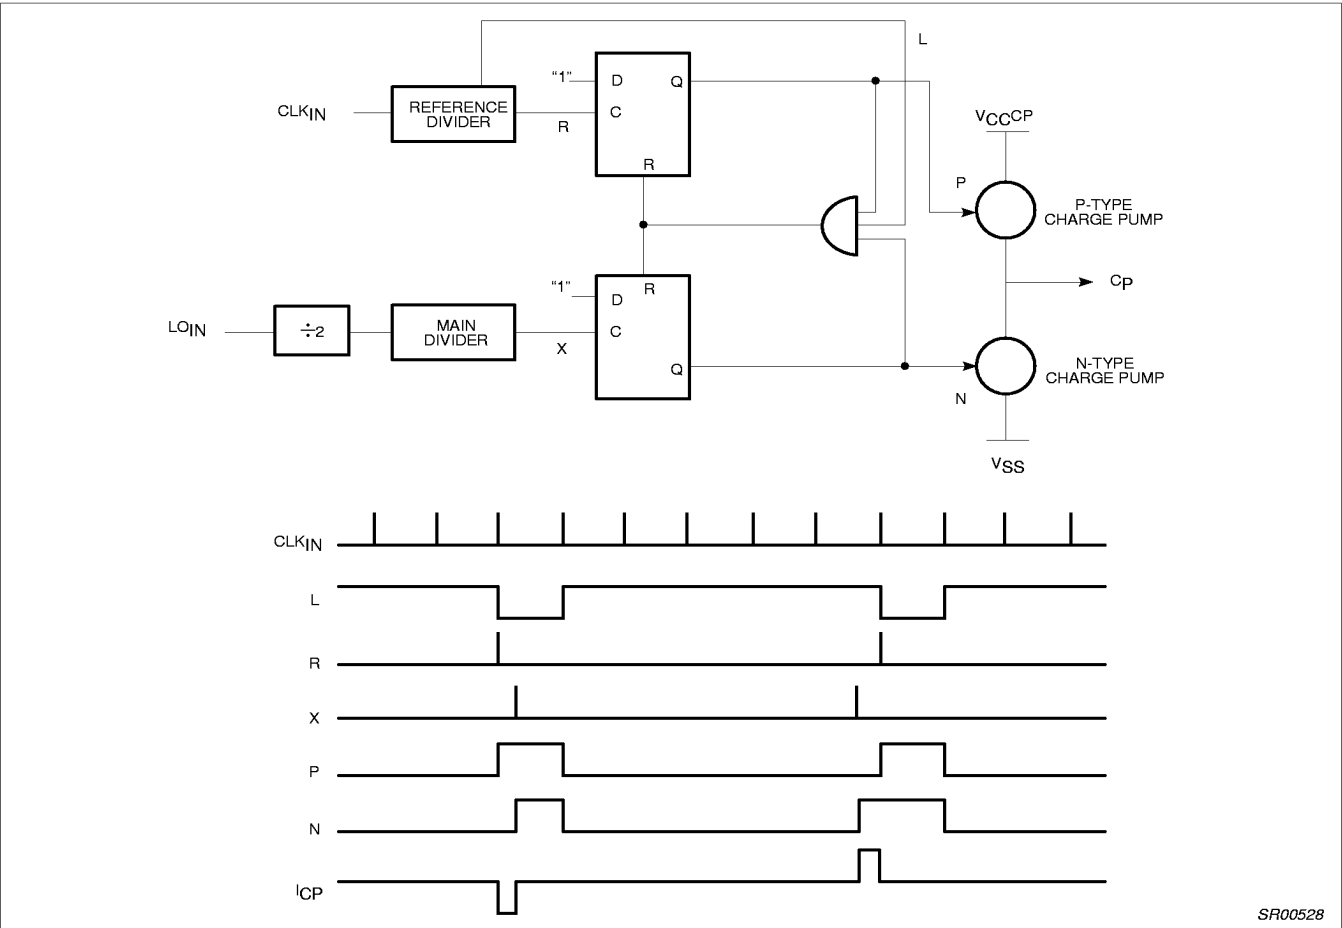 L
"1"
D
Q
CLKIN
REFERENCE
DIVIDER
C
R
VCCCP
R
P
P-TYPE
CHARGE PUMP
"1"
R
D
CP
LOIN
÷2
MAIN
DIVIDER
C
X
Q
N-TYPE
CHARGE PUMP
N
VSS
CLKIN
L
R
X
P
N
ICP
SR00528